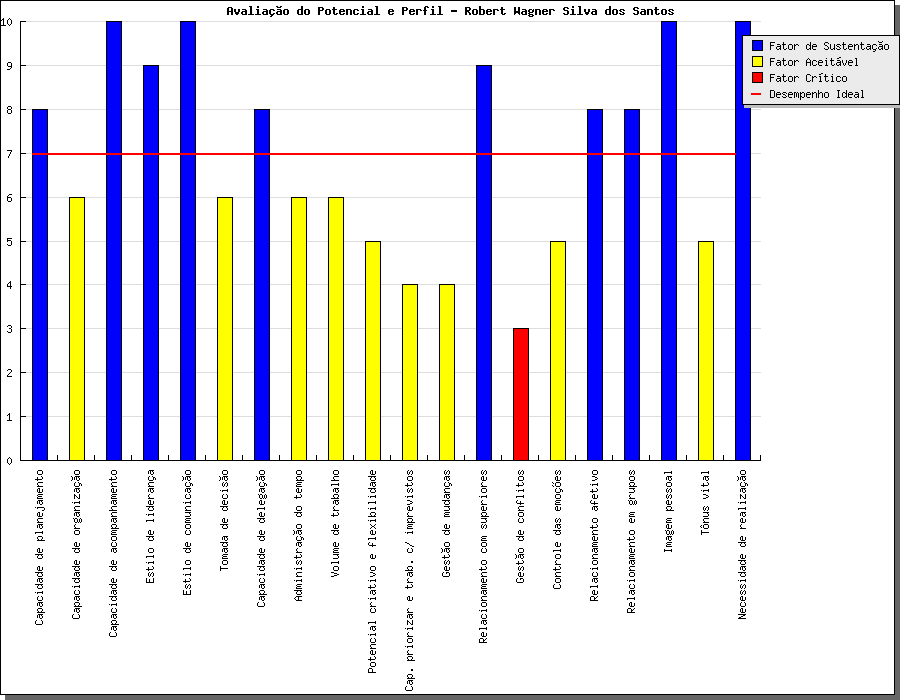 Avaliação do Potencial e Perfil - Robert Wagner Silva dos Santos
Fator de Sustentação
Fator Aceitável
Fator Crítico
Desempenho Ideal
10
9
8
7
6
5
4
3
2
1
0
Capacidade de planejamento
Capacidade de organização
Capacidade de acompanhamento
Estilo de liderança
Estilo de comunicação
Tomada de decisão
Capacidade de delegação
Administração do tempo
Volume de trabalho
Potencial criativo e flexibilidade
Cap. priorizar e trab. c/ imprevistos
Gestão de mudanças
Relacionamento com superiores
Gestão de conflitos
Controle das emoções
Relacionamento afetivo
Relacionamento em grupos
Imagem pessoal
Tônus vital
Necessidade de realização